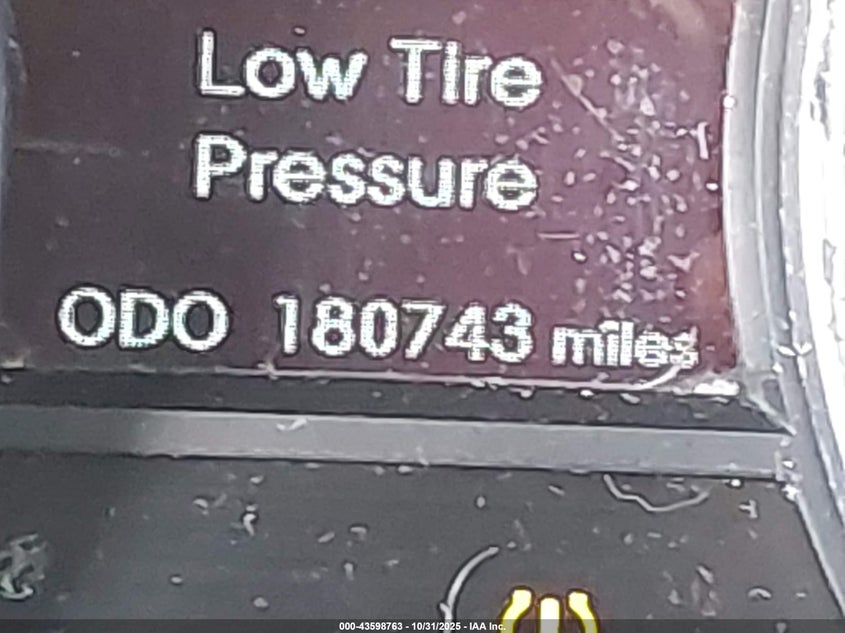 Low Tire
Pressure
ODO 180743 miles
000-43598763 - 10/31/2025 - IAA Inc.